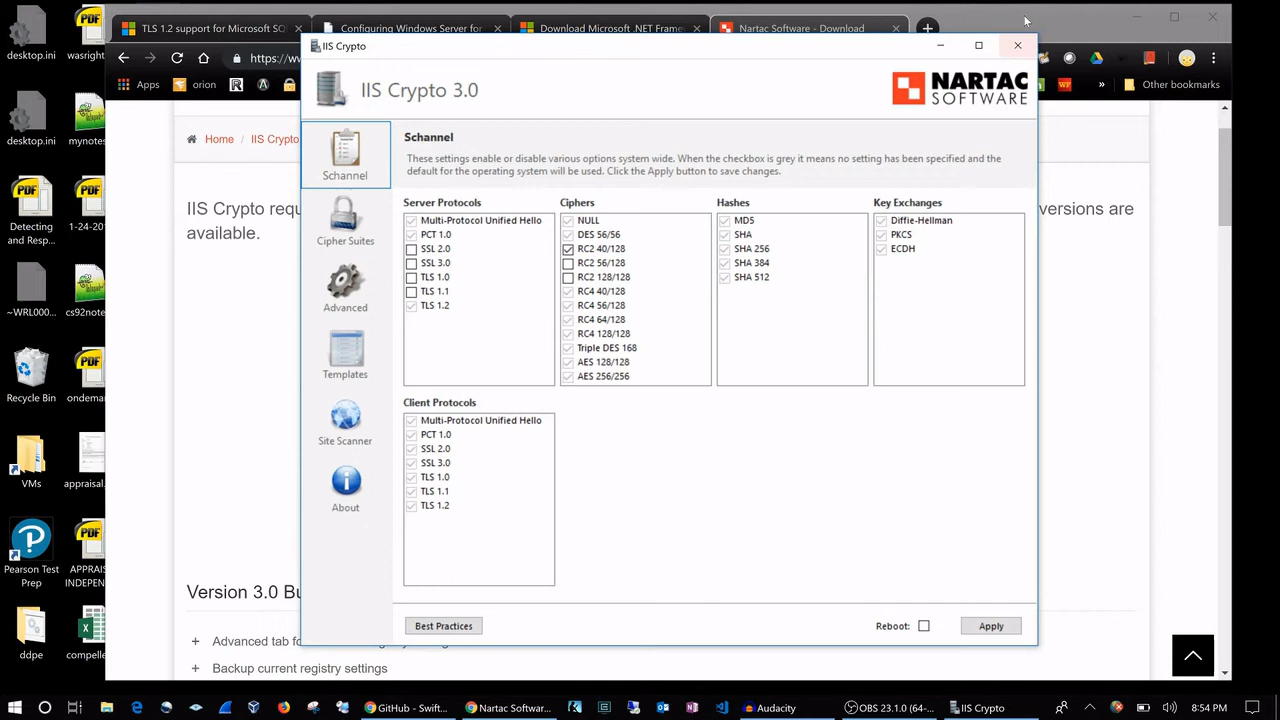 desktop.ini
wasright
desktop.ini
mynotes
Detecting
and Resp...
1-24-201
~WRL000...
cs92note
Recycle Bin
ondeman
VMs
appraisal...
Pearson Test
Prep
APPRAIS
INDEPEN
ddpe
compelle
TLS 1.2 support for Microsoft SQ
Configuring Windows Server for
Download Microsoft .NET Frame
Nartac Software - Download
https://ww
Apps
orion
Other bookmarks
Home / IIS Crypto
IIS Crypto requ
versions are
available.
Version 3.0 Bu
Advanced tab fo
Backup current registry settings
IIS Crypto
IIS Crypto 3.0
NARTAC
SOFTWARE
Schannel
Cipher Suites
Advanced
Templates
Site Scanner
About
Schannel
These settings enable or disable various options system wide. When the checkbox is grey it means no setting has been specified and the
default for the operating system will be used. Click the Apply button to save changes.
Server Protocols
Multi-Protocol Unified Hello
PCT 1.0
SSL 2.0
SSL 3.0
TLS 1.0
TLS 1.1
TLS 1.2
Ciphers
NULL
DES 56/56
RC2 40/128
RC2 56/128
RC2 128/128
RC4 40/128
RC4 56/128
RC4 64/128
RC4 128/128
Triple DES 168
AES 128/128
AES 256/256
Hashes
MD5
SHA
SHA 256
SHA 384
SHA 512
Key Exchanges
Diffie-Hellman
PKCS
ECDH
Client Protocols
Multi-Protocol Unified Hello
PCT 1.0
SSL 2.0
SSL 3.0
TLS 1.0
TLS 1.1
TLS 1.2
Best Practices
Reboot:
Apply
GitHub - Swift...
Nartac Software...
Audacity
OBS 23.1.0 (64-...
IIS Crypto
8:54 PM